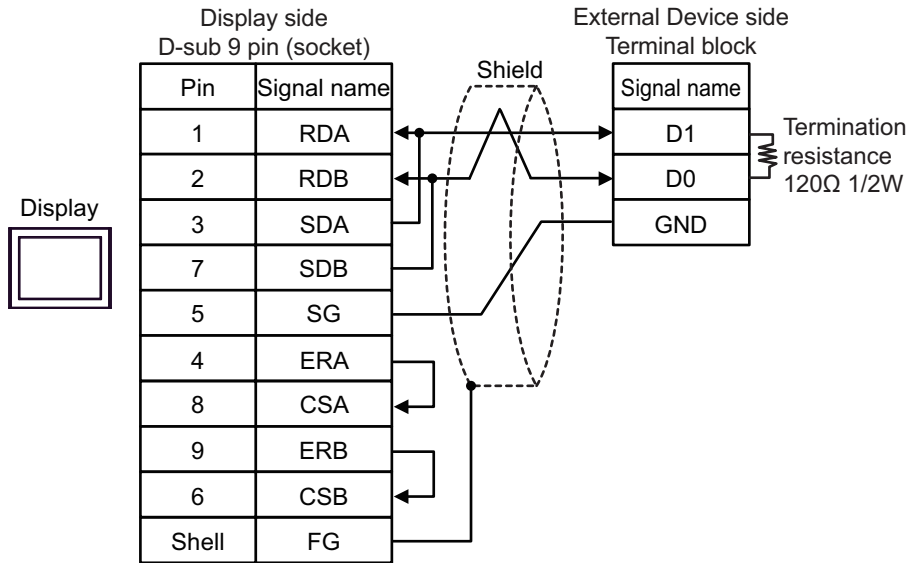 Display side
D-sub 9 pin (socket)
External Device side
Terminal block
Shield
Pin Signal name
1 RDA
2 RDB
3 SDA
7 SDB
5 SG
4 ERA
8 CSA
9 ERB
6 CSB
Shell FG
Display
Signal name
D1
D0
GND
Termination
resistance
120Ω 1/2W